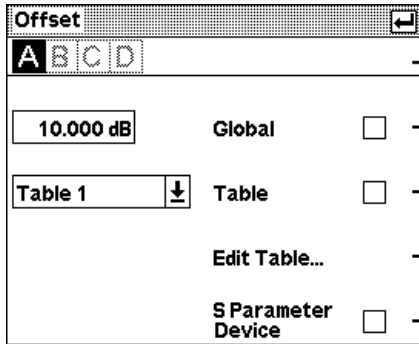 Offset
A B C D
10.000 dB Global
Table 1 Table
Edit Table...
S Parameter
Device